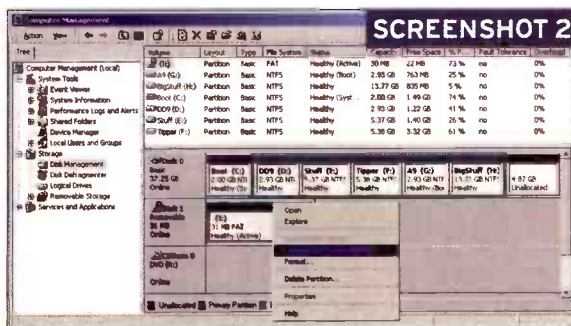 SCREENSHOT 2
Computer Management
Action View
Tree
Computer Management (Local)
System Tools
Event Viewer
System Information
Performance Logs and Alerts
Shared Folders
Device Manager
Local Users and Groups
Storage
Disk Management
Disk Defragmenter
Logical Drives
Removable Storage
Services and Applications
Volume Layout Type File System Status Capacity Free Space % F... Fault Tolerance Overhead
(I:) Partition Basic FAT Healthy (Active) 30 MB 22 MB 73 % no 0%
A9 (G:) Partition Basic NTFS Healthy (Boot) 2.93 GB 763 MB 25 % no 0%
BigStuff (H:) Partition Basic NTFS Healthy 13.77 GB 835 MB 5 % no 0%
Boot (C:) Partition Basic NTFS Healthy (Syst... 2.00 GB 1.49 GB 74 % no 0%
DD9 (D:) Partition Basic NTFS Healthy 2.93 GB 1.22 GB 41 % no 0%
Stuff (E:) Partition Basic NTFS Healthy 5.37 GB 1.40 GB 26 % no 0%
Tipper (F:) Partition Basic NTFS Healthy 5.38 GB 3.32 GB 61 % no 0%
Disk 0
Basic
37.25 GB
Online
Boot (C:) DD9 (D:) Stuff (E:) Tipper (F:) A9 (G:) BigStuff (H:)
2.00 GB NTF 2.93 GB NTF 5.37 GB NTFS 5.38 GB NTFS 2.93 GB NTF 13.77 GB NTFS 4.87 GB
Healthy (Sy Healthy Healthy Healthy Healthy (Bo Healthy Unallocated
Disk 1
Removable
31 MB
Online
(I:)
31 MB FAT
Healthy (Active)
CDRom 0
DVD (R:)
Online
Open
Explore
Format...
Delete Partition...
Properties
Help
Unallocated Primary Partition